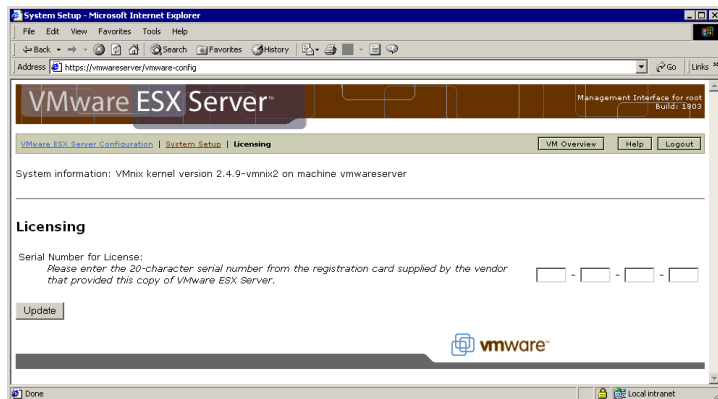 System Setup - Microsoft Internet Explorer
File Edit View Favorites Tools Help
Back Search Favorites History
Address https://vmwareserver/vmware-config Go Links »
VMware ESX Server™
Management Interface for root
Build: 1803
VMware ESX Server Configuration | System Setup | Licensing VM Overview Help Logout
System information: VMnix kernel version 2.4.9-vmnix2 on machine vmwareserver
Licensing
Serial Number for License:
Please enter the 20-character serial number from the registration card supplied by the vendor
that provided this copy of VMware ESX Server.
- - -
Update
vmware™
Done Local intranet